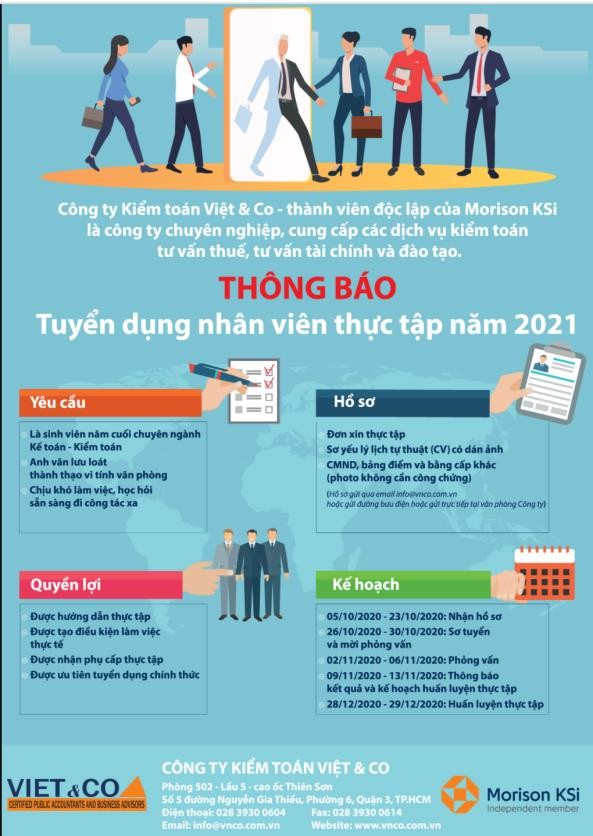 Công ty Kiểm toán Việt & Co - thành viên độc lập của Morison KSi
là công ty chuyên nghiệp, cung cấp các dịch vụ kiểm toán
tư vấn thuế, tư vấn tài chính và đào tạo.
THÔNG BÁO
Tuyển dụng nhân viên thực tập năm 2021
Yêu cầu
Là sinh viên năm cuối chuyên ngành
Kế toán - Kiểm toán
Anh văn lưu loát
thành thạo vi tính văn phòng
Chịu khó làm việc, học hỏi
sẵn sàng đi công tác xa
Hồ sơ
Đơn xin thực tập
Sơ yếu lý lịch tự thuật (CV) có dán ảnh
CMND, bảng điểm và bằng cấp khác
(photo không cần công chứng)
(Hồ sơ gửi qua email info@vnco.com.vn
hoặc gửi đường bưu điện hoặc gửi trực tiếp tại văn phòng Công ty)
Quyền lợi
Được hướng dẫn thực tập
Được tạo điều kiện làm việc
thực tế
Được nhận phụ cấp thực tập
Được ưu tiên tuyển dụng chính thức
Kế hoạch
05/10/2020 - 23/10/2020: Nhận hồ sơ
26/10/2020 - 30/10/2020: Sơ tuyển
và mời phỏng vấn
02/11/2020 - 06/11/2020: Phỏng vấn
09/11/2020 - 13/11/2020: Thông báo
kết quả và kế hoạch huấn luyện thực tập
28/12/2020 - 29/12/2020: Huấn luyện thực tập
VIET & CO
CERTIFIED PUBLIC ACCOUNTANTS AND BUSINESS ADVISORS
CÔNG TY KIỂM TOÁN VIỆT & CO
Phòng 502 - Lầu 5 - cao ốc Thiên Sơn
Số 5 đường Nguyễn Gia Thiều, Phường 6, Quận 3, TP.HCM
Điện thoại: 028 3930 0604 Fax: 028 3930 0614
Email: info@vnco.com.vn Website: www.vnco.com.vn
Morison KSi
Independent member